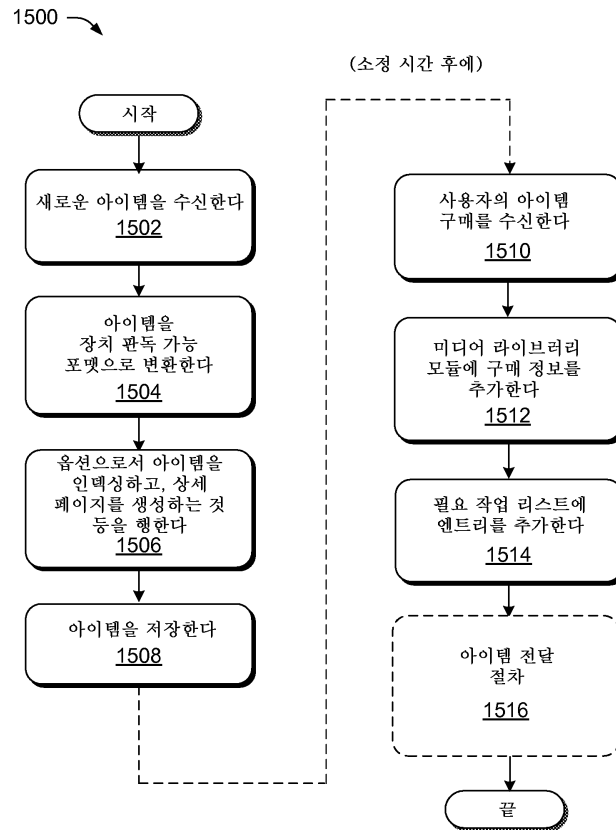 1500
시작
새로운 아이템을 수신한다
1502
아이템을
장치 판독 가능
포맷으로 변환한다
1504
옵션으로서 아이템을
인덱싱하고, 상세
페이지를 생성하는 것
등을 행한다
1506
아이템을 저장한다
1508
(소정 시간 후에)
사용자의 아이템
구매를 수신한다
1510
미디어 라이브러리
모듈에 구매 정보를
추가한다
1512
필요 작업 리스트에
엔트리를 추가한다
1514
아이템 전달
절차
1516
끝